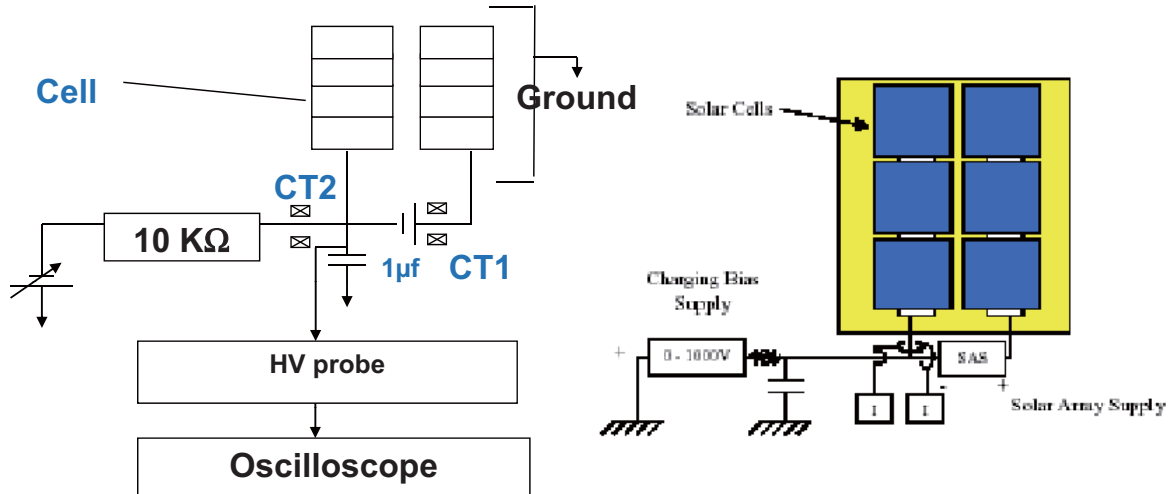 Cell
Ground
CT2
10 KΩ
1µf
CT1
HV probe
Oscilloscope
Solar Cells
Charging Bias
Supply
+
0 - 1000V
SAS
-
+
I
I
Solar Array Supply